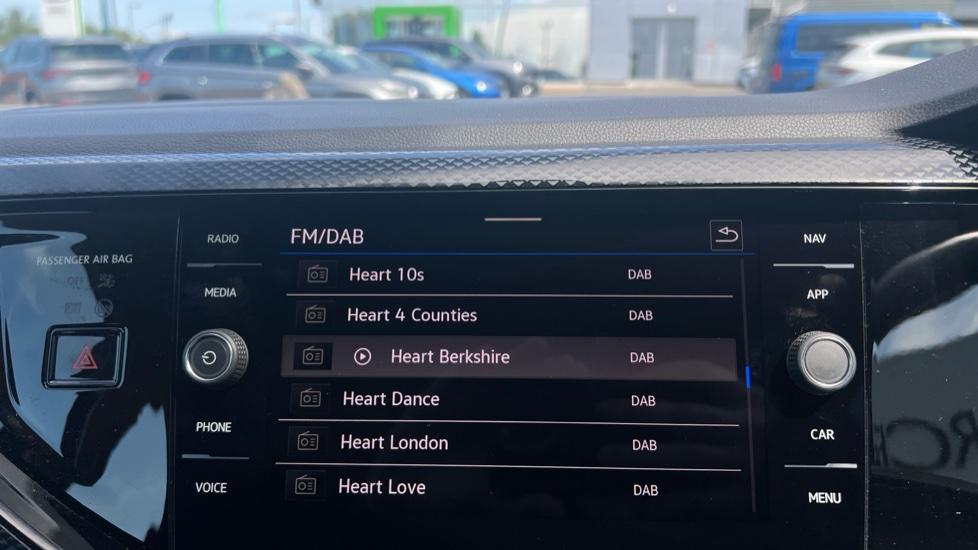 RADIO
FM/DAB
NAV
PASSENGER AIR BAG
OFF
MEDIA
Heart 10s DAB
APP
Heart 4 Counties DAB
Heart Berkshire DAB
Heart Dance DAB
PHONE
CAR
Heart London DAB
VOICE
Heart Love DAB
MENU